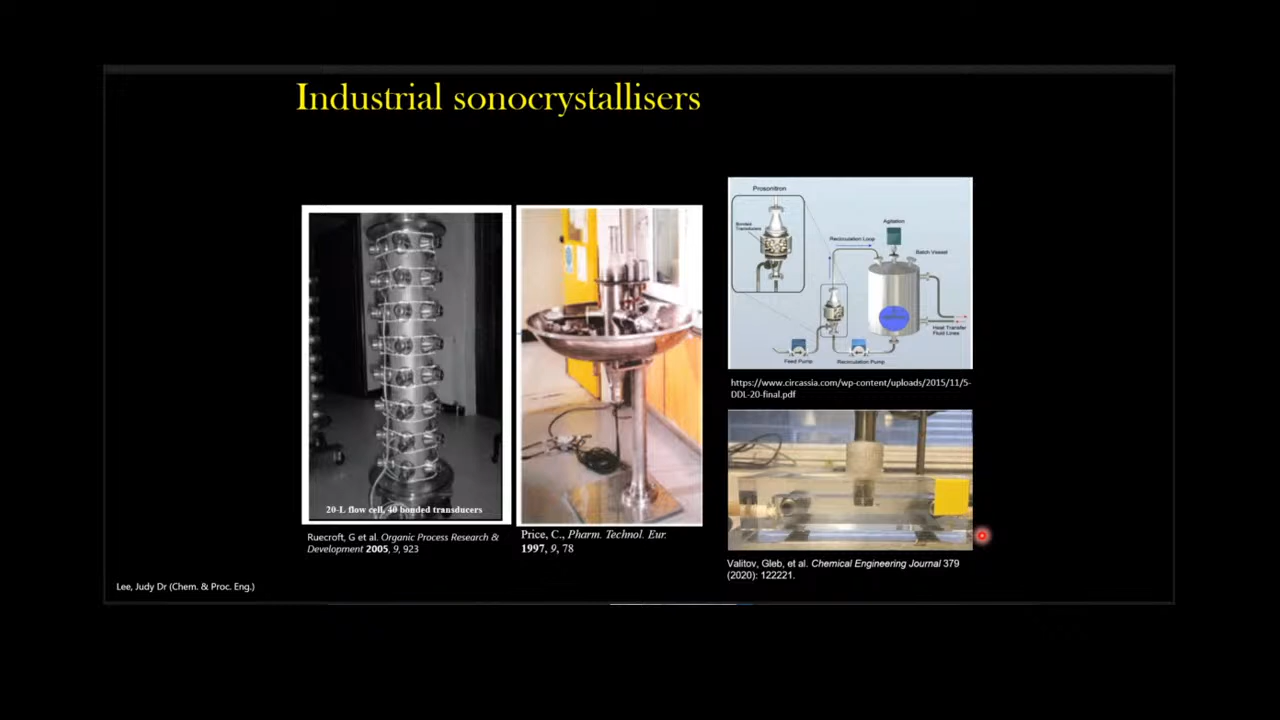 Industrial sonocrystallisers
20-L flow cell, 40 bonded transducers
Ruecroft, G et al. Organic Process Research &
Development 2005, 9, 923
Price, C., Pharm. Technol. Eur.
1997, 9, 78
Prosonitron
Bonded
Transducers
Agitation
Recirculation Loop
Batch Vessel
Heat Transfer
Fluid Lines
Feed Pump
Recirculation Pump
https://www.circassia.com/wp-content/uploads/2015/11/5-
DDL-20-final.pdf
Valitov, Gleb, et al. Chemical Engineering Journal 379
(2020): 122221.
Lee, Judy Dr (Chem. & Proc. Eng.)